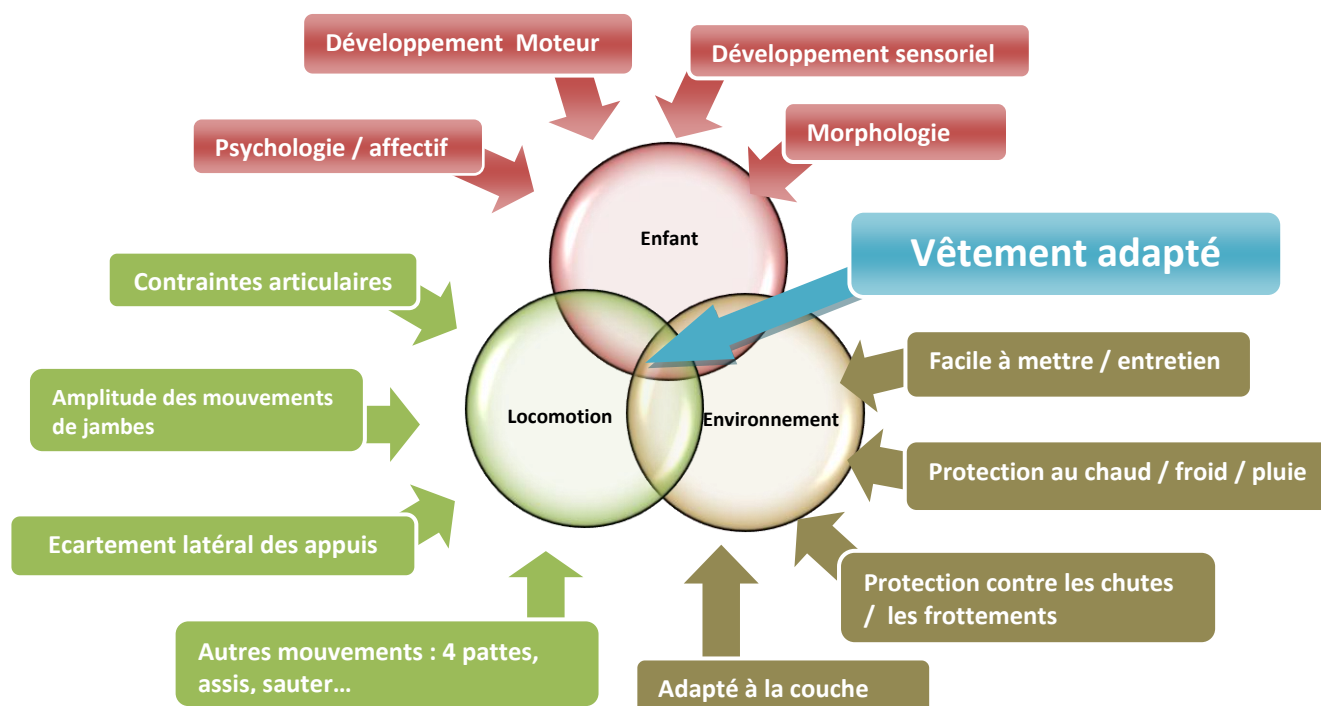 Développement Moteur
Développement sensoriel
Psychologie / affectif
Morphologie
Enfant
Vêtement adapté
Contraintes articulaires
Facile à mettre / entretien
Amplitude des mouvements
de jambes
Locomotion
Environnement
Protection au chaud / froid / pluie
Ecartement latéral des appuis
Protection contre les chutes
/ les frottements
Autres mouvements : 4 pattes,
assis, sauter…
Adapté à la couche